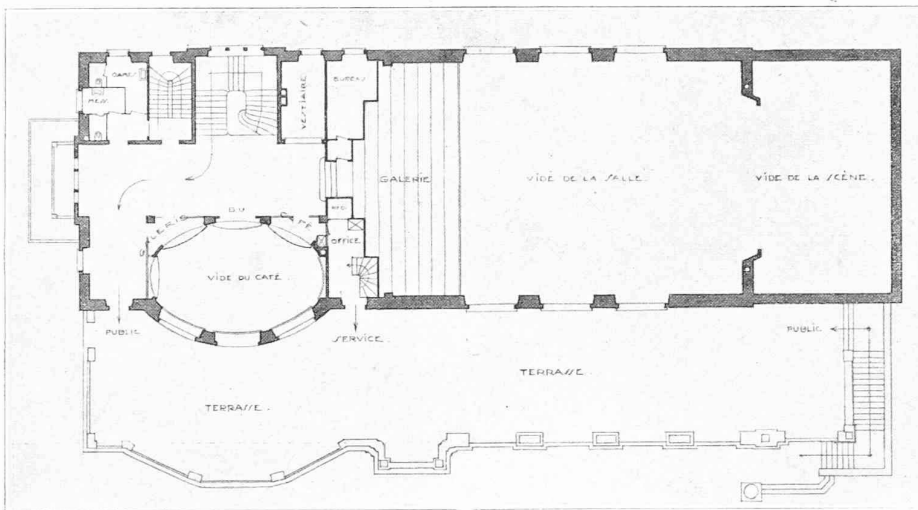 DAMES
MESS.
VESTIAIRE
BUREAU
GALERIE
VIDE DE LA SALLE.
VIDE DE LA SCÈNE.
GALERIE DU CAFÉ
OFFICE
VIDE DU CAFÉ.
PUBLIC
SERVICE.
PUBLIC
TERRASSE.
TERRASSE.